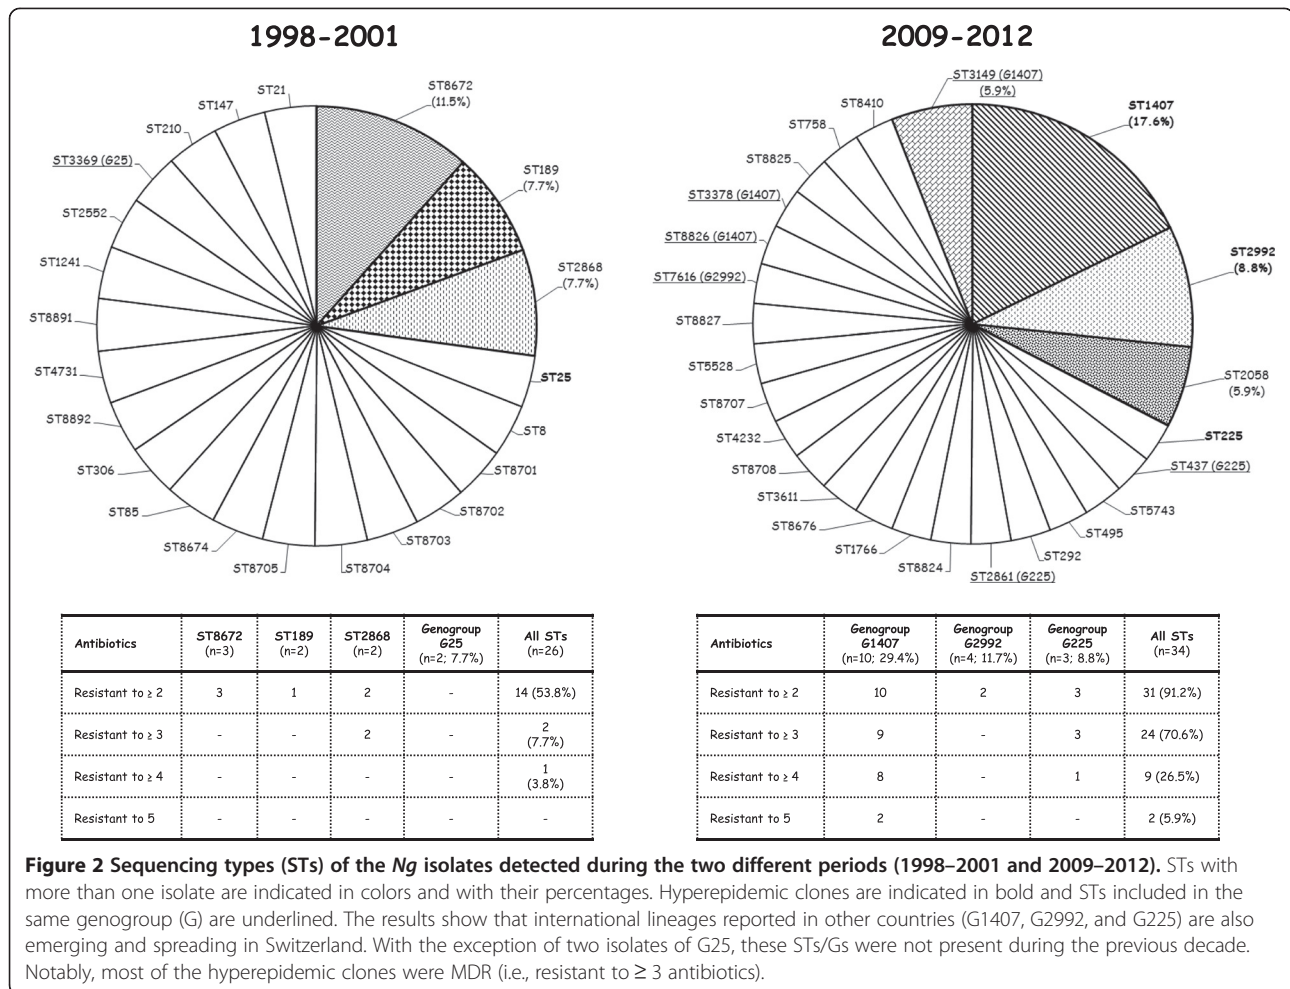 1998-2001
2009-2012
ST21
ST147
ST210
ST3369 (G25)
ST2552
ST1241
ST8891
ST4731
ST8892
ST306
ST85
ST8674
ST8705
ST8704
ST8703
ST8702
ST8701
ST8
ST25
ST2868
(7.7%)
ST189
(7.7%)
ST8672
(11.5%)
ST3149 (G1407)
(5.9%)
ST8410
ST758
ST8825
ST3378 (G1407)
ST8826 (G1407)
ST7616 (G2992)
ST8827
ST5528
ST8707
ST4232
ST8708
ST3611
ST8676
ST1766
ST8824
ST2861 (G225)
ST292
ST495
ST5743
ST437 (G225)
ST225
ST2058
(5.9%)
ST2992
(8.8%)
ST1407
(17.6%)
Antibiotics ST8672 (n=3) ST189 (n=2) ST2868 (n=2) Genogroup G25 (n=2; 7.7%) All STs (n=26)
Resistant to ≥ 2 3 1 2 - 14 (53.8%)
Resistant to ≥ 3 - - 2 - 2 (7.7%)
Resistant to ≥ 4 - - - - 1 (3.8%)
Resistant to 5 - - - - -
Antibiotics Genogroup G1407 (n=10; 29.4%) Genogroup G2992 (n=4; 11.7%) Genogroup G225 (n=3; 8.8%) All STs (n=34)
Resistant to ≥ 2 10 2 3 31 (91.2%)
Resistant to ≥ 3 9 - 3 24 (70.6%)
Resistant to ≥ 4 8 - 1 9 (26.5%)
Resistant to 5 2 - - 2 (5.9%)
Figure 2 Sequencing types (STs) of the Ng isolates detected during the two different periods (1998–2001 and 2009–2012). STs with
more than one isolate are indicated in colors and with their percentages. Hyperepidemic clones are indicated in bold and STs included in the
same genogroup (G) are underlined. The results show that international lineages reported in other countries (G1407, G2992, and G225) are also
emerging and spreading in Switzerland. With the exception of two isolates of G25, these STs/Gs were not present during the previous decade.
Notably, most of the hyperepidemic clones were MDR (i.e., resistant to ≥ 3 antibiotics).